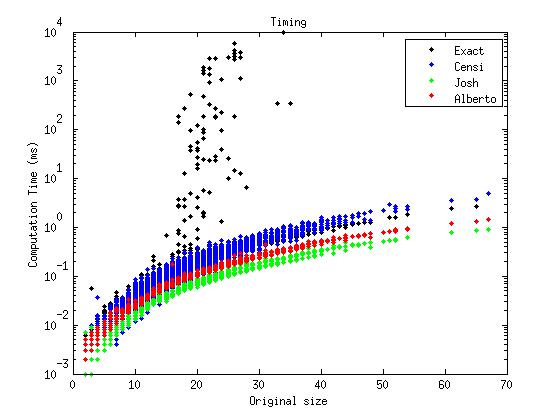 Timing
10^4
10^3
10^2
10^1
10^0
10^-1
10^-2
10^-3
Computation Time (ms)
Exact
Censi
Josh
Alberto
0 10 20 30 40 50 60 70
Original size